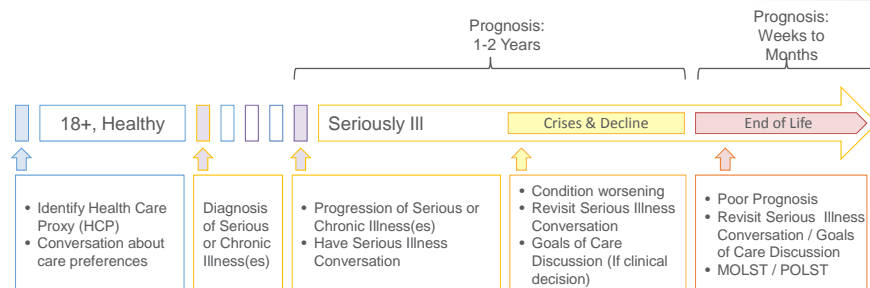 Prognosis:
1-2 Years
Prognosis:
Weeks to
Months
18+, Healthy
Seriously Ill
Crises & Decline
End of Life
• Identify Health Care
Proxy (HCP)
• Conversation about
care preferences
Diagnosis
of Serious
or Chronic
Illness(es)
• Progression of Serious or
Chronic Illness(es)
• Have Serious Illness
Conversation
• Condition worsening
• Revisit Serious Illness
Conversation
• Goals of Care
Discussion (If clinical
decision)
• Poor Prognosis
• Revisit Serious Illness
Conversation / Goals
of Care Discussion
• MOLST / POLST